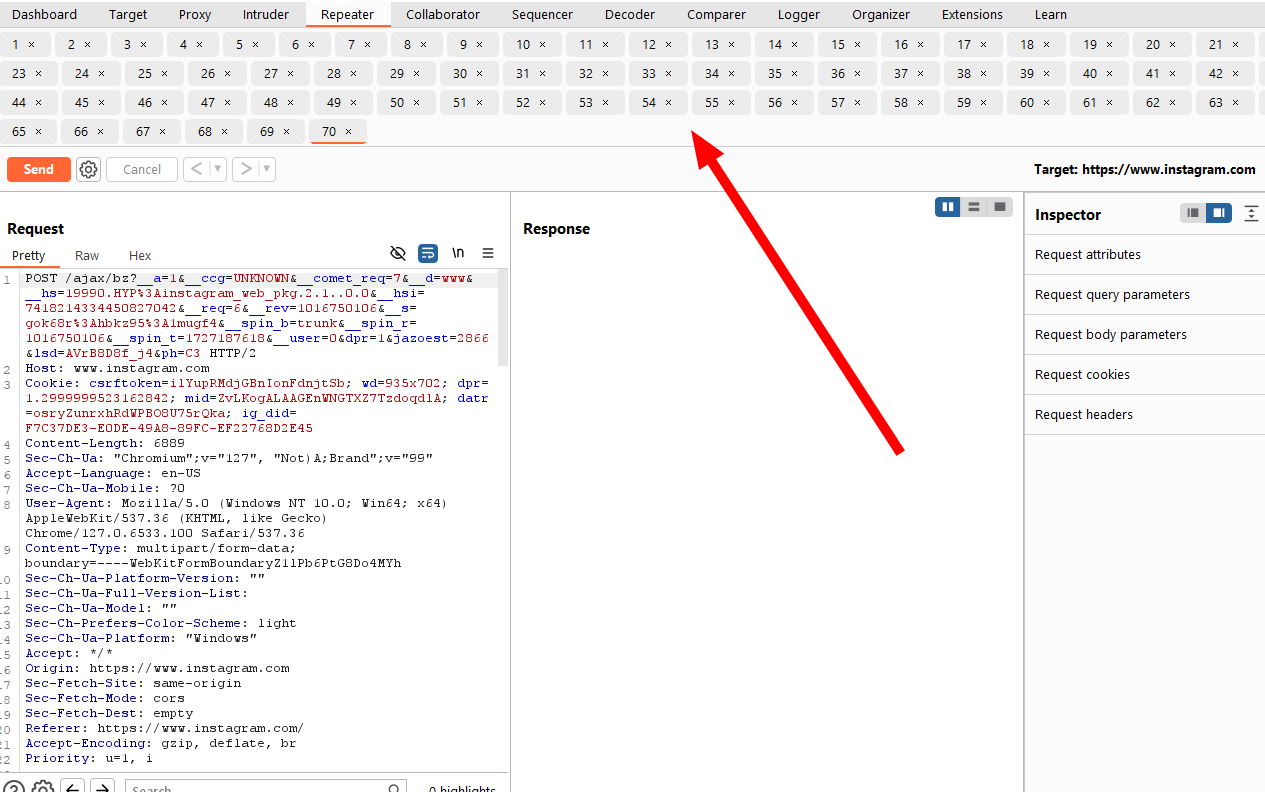 Dashboard Target Proxy Intruder Repeater Collaborator Sequencer Decoder Comparer Logger Organizer Extensions Learn
1 × 2 × 3 × 4 × 5 × 6 × 7 × 8 × 9 × 10 × 11 × 12 × 13 × 14 × 15 × 16 × 17 × 18 × 19 × 20 × 21 ×
23 × 24 × 25 × 26 × 27 × 28 × 29 × 30 × 31 × 32 × 33 × 34 × 35 × 36 × 37 × 38 × 39 × 40 × 41 × 42 ×
44 × 45 × 46 × 47 × 48 × 49 × 50 × 51 × 52 × 53 × 54 × 55 × 56 × 57 × 58 × 59 × 60 × 61 × 62 × 63 ×
65 × 66 × 67 × 68 × 69 × 70 ×
Send Cancel < > Target: https://www.instagram.com
Request
Pretty Raw Hex \n
1 POST /ajax/bz?__a=1&__ccg=UNKNOWN&__comet_req=7&__d=www&
__hs=19990.HYP%3Ainstagram_web_pkg.2.1..0.0&__hsi=
7418214334450827042&__req=6&__rev=1016750106&__s=
gok68r%3Ahbkz95%3A1mugf4&__spin_b=trunk&__spin_r=
1016750106&__spin_t=1727187618&__user=0&dpr=1&jazoest=2866
&lsd=AVrB8D8f_j4&ph=C3 HTTP/2
2 Host: www.instagram.com
3 Cookie: csrftoken=ilYupRMdjGBnIonFdnjtSb; wd=935x702; dpr=
1.2999999523162842; mid=ZvLKogALAAGEnWNGTXZ7TzdoqdlA; datr
=osryZunrxhRdWPBO8U75rQka; ig_did=
F7C37DE3-E0DE-49A8-89FC-EF22768D2E45
4 Content-Length: 6889
5 Sec-Ch-Ua: "Chromium";v="127", "Not)A;Brand";v="99"
6 Accept-Language: en-US
7 Sec-Ch-Ua-Mobile: ?0
8 User-Agent: Mozilla/5.0 (Windows NT 10.0; Win64; x64)
AppleWebKit/537.36 (KHTML, like Gecko)
Chrome/127.0.6533.100 Safari/537.36
9 Content-Type: multipart/form-data;
boundary=----WebKitFormBoundaryZ1lPb6PtG8Do4MYh
10 Sec-Ch-Ua-Platform-Version: ""
11 Sec-Ch-Ua-Full-Version-List:
12 Sec-Ch-Ua-Model: ""
13 Sec-Ch-Prefers-Color-Scheme: light
14 Sec-Ch-Ua-Platform: "Windows"
15 Accept: */*
16 Origin: https://www.instagram.com
17 Sec-Fetch-Site: same-origin
18 Sec-Fetch-Mode: cors
19 Sec-Fetch-Dest: empty
20 Referer: https://www.instagram.com/
21 Accept-Encoding: gzip, deflate, br
22 Priority: u=1, i
Search 0 highlights
Response
Inspector
Request attributes
Request query parameters
Request body parameters
Request cookies
Request headers